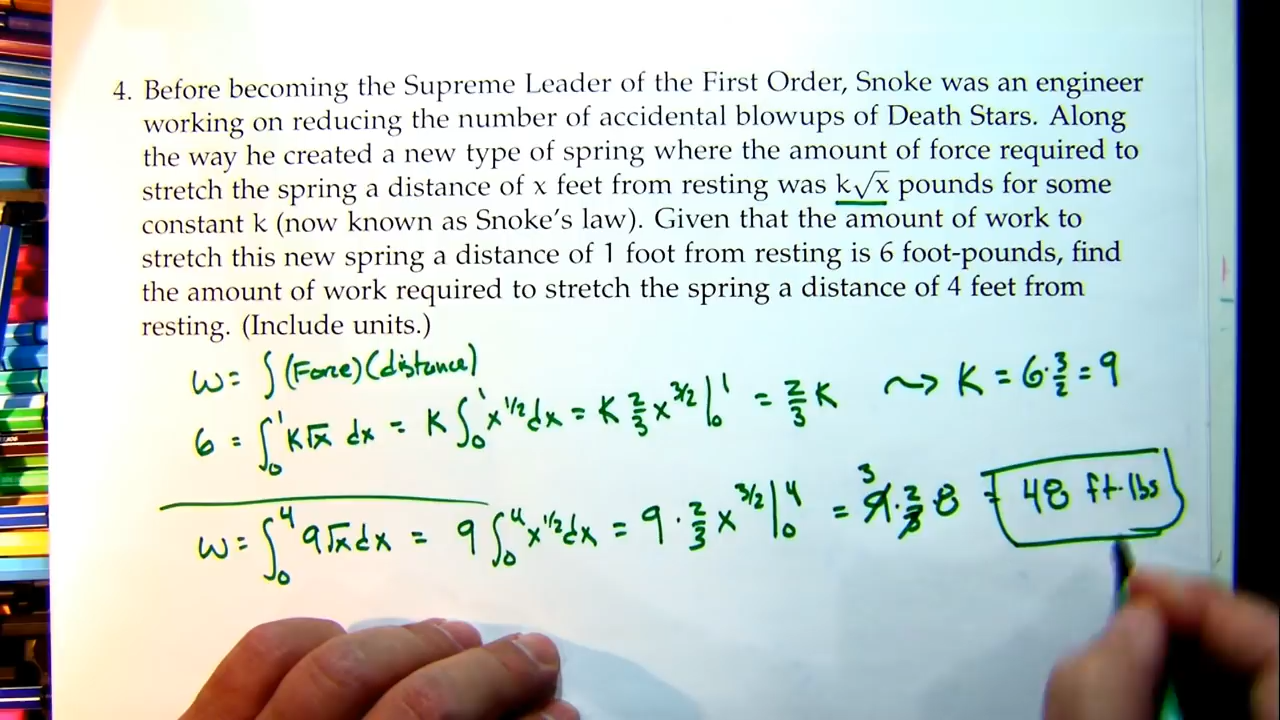 4. Before becoming the Supreme Leader of the First Order, Snoke was an engineer
working on reducing the number of accidental blowups of Death Stars. Along
the way he created a new type of spring where the amount of force required to
stretch the spring a distance of x feet from resting was k√x pounds for some
constant k (now known as Snoke's law). Given that the amount of work to
stretch this new spring a distance of 1 foot from resting is 6 foot-pounds, find
the amount of work required to stretch the spring a distance of 4 feet from
resting. (Include units.)
W = ∫(Force)(distance)
6 = ∫₀¹ K√x dx = K∫₀¹ x^{1/2}dx = K 2/3 x^{3/2}|₀¹ = 2/3 K ⇝ K = 6·3/2 = 9
W = ∫₀⁴ 9√x dx = 9∫₀⁴ x^{1/2}dx = 9·2/3 x^{3/2}|₀⁴ = 3 9·2/3 8 = 48 ft·lbs